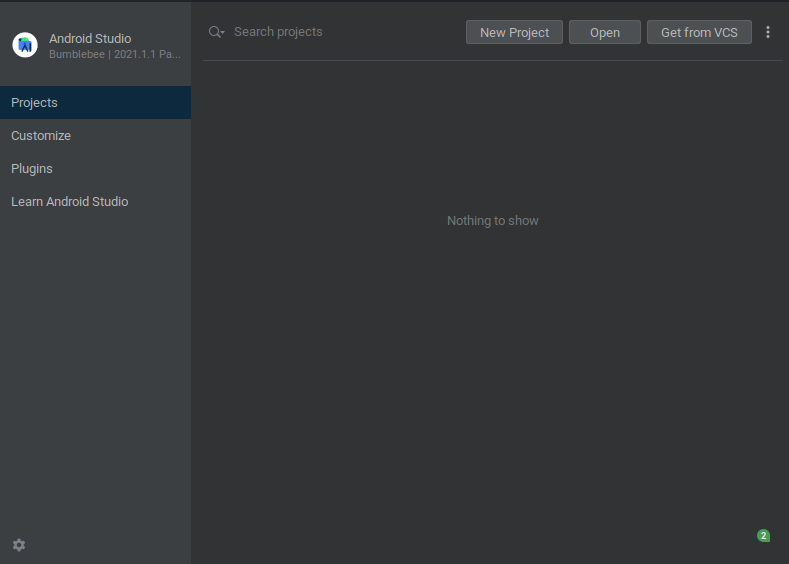 Android Studio
Bumblebee | 2021.1.1 Pa...
Search projects
New Project
Open
Get from VCS
Projects
Customize
Plugins
Learn Android Studio
Nothing to show
2